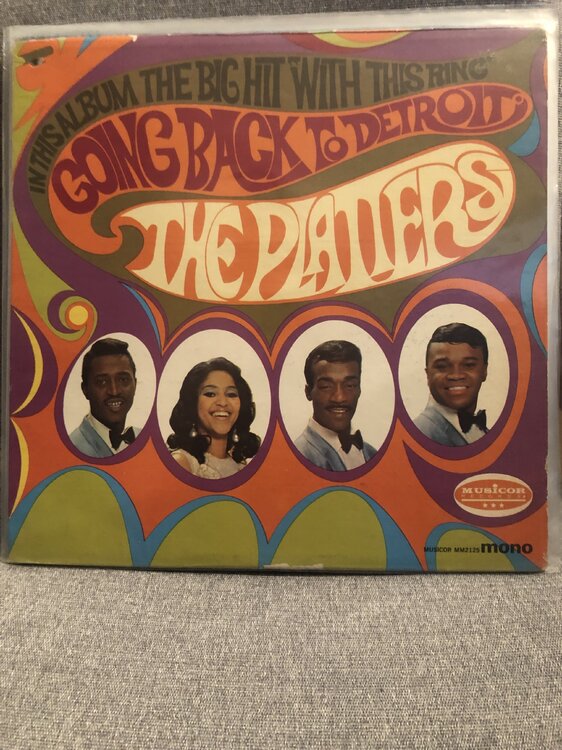 IN THIS ALBUM THE BIG HIT "WITH THIS RING"
GOING BACK TO DETROIT
THE PLATTERS
MUSICOR
RECORDS
MUSICOR MM2125 mono